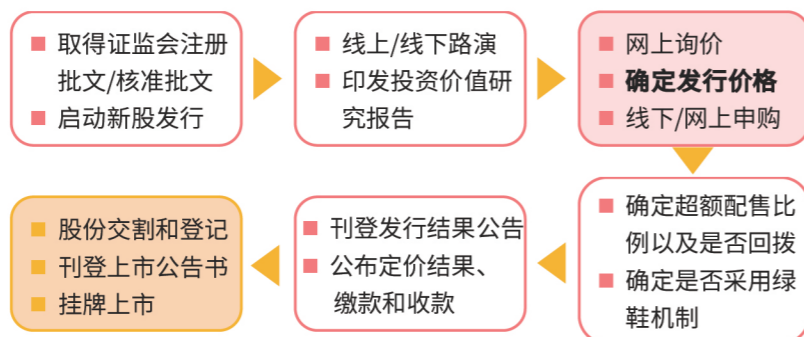 取得证监会注册
批文/核准批文
启动新股发行
线上/线下路演
印发投资价值研
究报告
网上询价
确定发行价格
线下/网上申购
确定超额配售比
例以及是否回拨
确定是否采用绿
鞋机制
刊登发行结果公告
公布定价结果、
缴款和收款
股份交割和登记
刊登上市公告书
挂牌上市